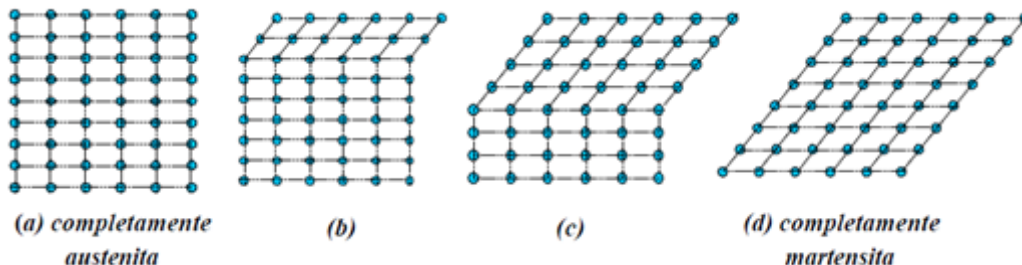 (a) completamente
austenita
(b)
(c)
(d) completamente
martensita